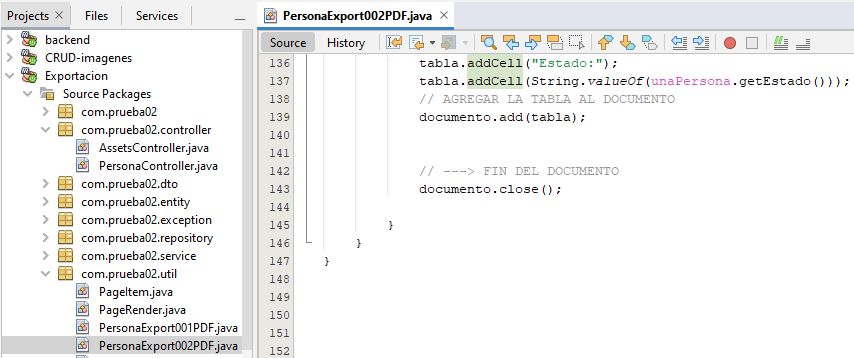 Projects
Files
Services
backend
CRUD-imagenes
Exportacion
Source Packages
com.prueba02
com.prueba02.controller
AssetsController.java
PersonaController.java
com.prueba02.dto
com.prueba02.entity
com.prueba02.exception
com.prueba02.repository
com.prueba02.service
com.prueba02.util
PageItem.java
PageRender.java
PersonaExport001PDF.java
PersonaExport002PDF.java
PersonaExport002PDF.java
Source
History
136 tabla.addCell("Estado:");
137 tabla.addCell(String.valueOf(unaPersona.getEstado()));
138 // AGREGAR LA TABLA AL DOCUMENTO
139 documento.add(tabla);
140
141
142 // ---> FIN DEL DOCUMENTO
143 documento.close();
144
145 }
146 }
147 }
148
149
150
151
152